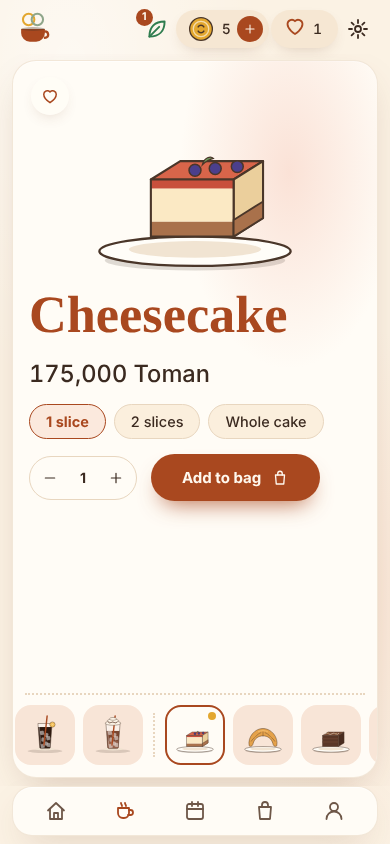 1
5
1
Cheesecake
175,000 Toman
1 slice 2 slices Whole cake
1 Add to bag